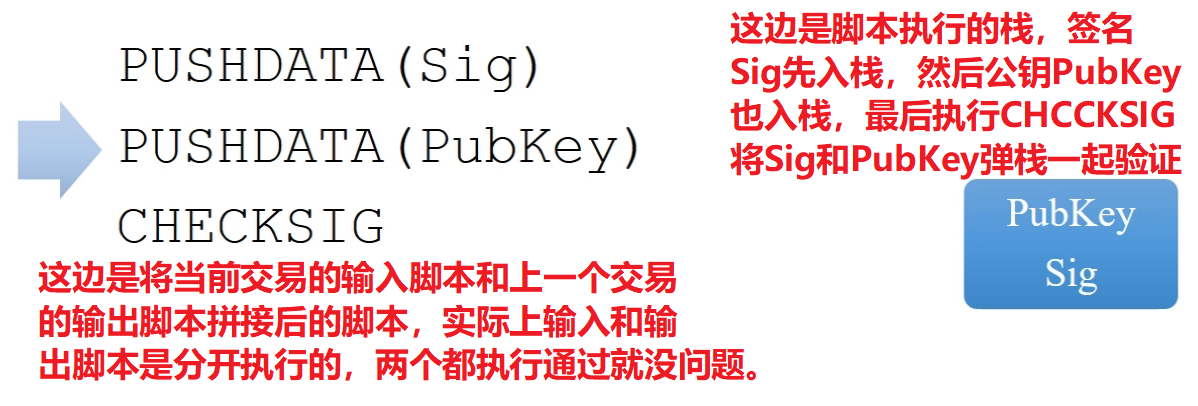 PUSHDATA(Sig)
PUSHDATA(PubKey)
CHECKSIG
这边是将当前交易的输入脚本和上一个交易
的输出脚本拼接后的脚本，实际上输入和输
出脚本是分开执行的，两个都执行通过就没问题。
这边是脚本执行的栈，签名
Sig先入栈，然后公钥PubKey
也入栈，最后执行CHCCKSIG
将Sig和PubKey弹栈一起验证
PubKey
Sig